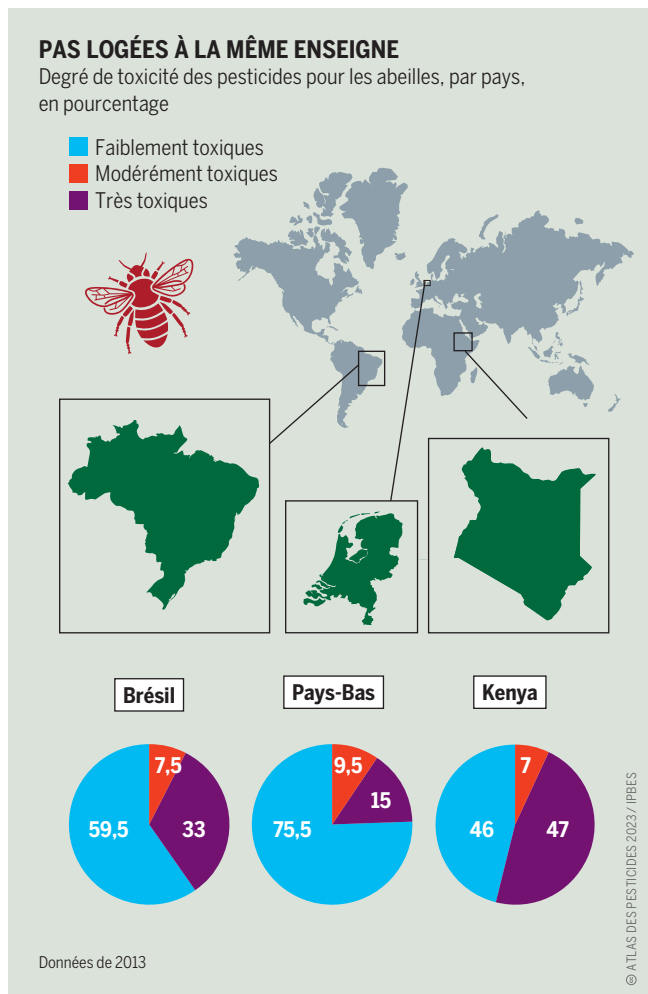 PAS LOGÉES À LA MÊME ENSEIGNE
Degré de toxicité des pesticides pour les abeilles, par pays,
en pourcentage
Faiblement toxiques
Modérément toxiques
Très toxiques
Brésil
Pays-Bas
Kenya
7,5
59,5
33
9,5
15
75,5
7
46
47
Données de 2013
ATLAS DES PESTICIDES 2023 / IPBES